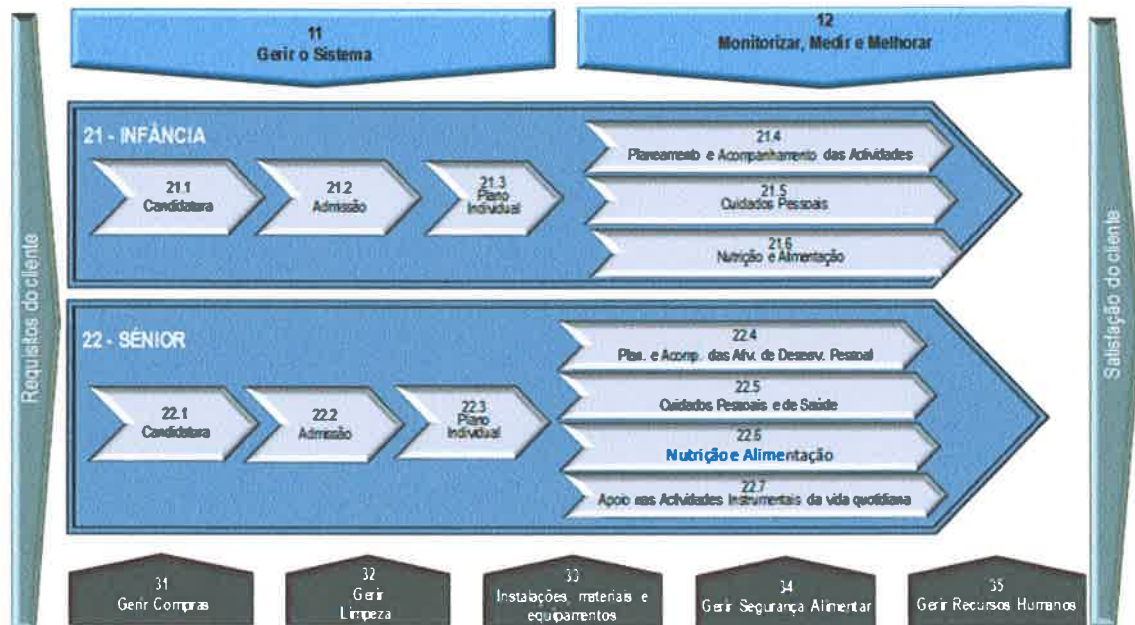 11
Gerir o Sistema
12
Monitorizar, Medir e Melhorar
Requisitos do cliente
21 - INFÂNCIA
21.1
Candidatura
21.2
Admissão
21.3
Plano
Individual
21.4
Planeamento e Acompanhamento das Actividades
21.5
Cuidados Pessoais
21.6
Nutrição e Alimentação
22 - SÉNIOR
22.1
Candidatura
22.2
Admissão
22.3
Plano
Individual
22.4
Plan. e Acomp. das Ativ. de Desenv. Pessoal
22.5
Cuidados Pessoais e de Saúde
22.6
Nutrição e Alimentação
22.7
Apoio nas Actividades Instrumentais da vida quotidiana
Satisfação do cliente
31
Gerir Compras
32
Gerir
Limpeza
33
Instalações, materiais e
equipamentos
34
Gerir Segurança Alimentar
35
Gerir Recursos Humanos